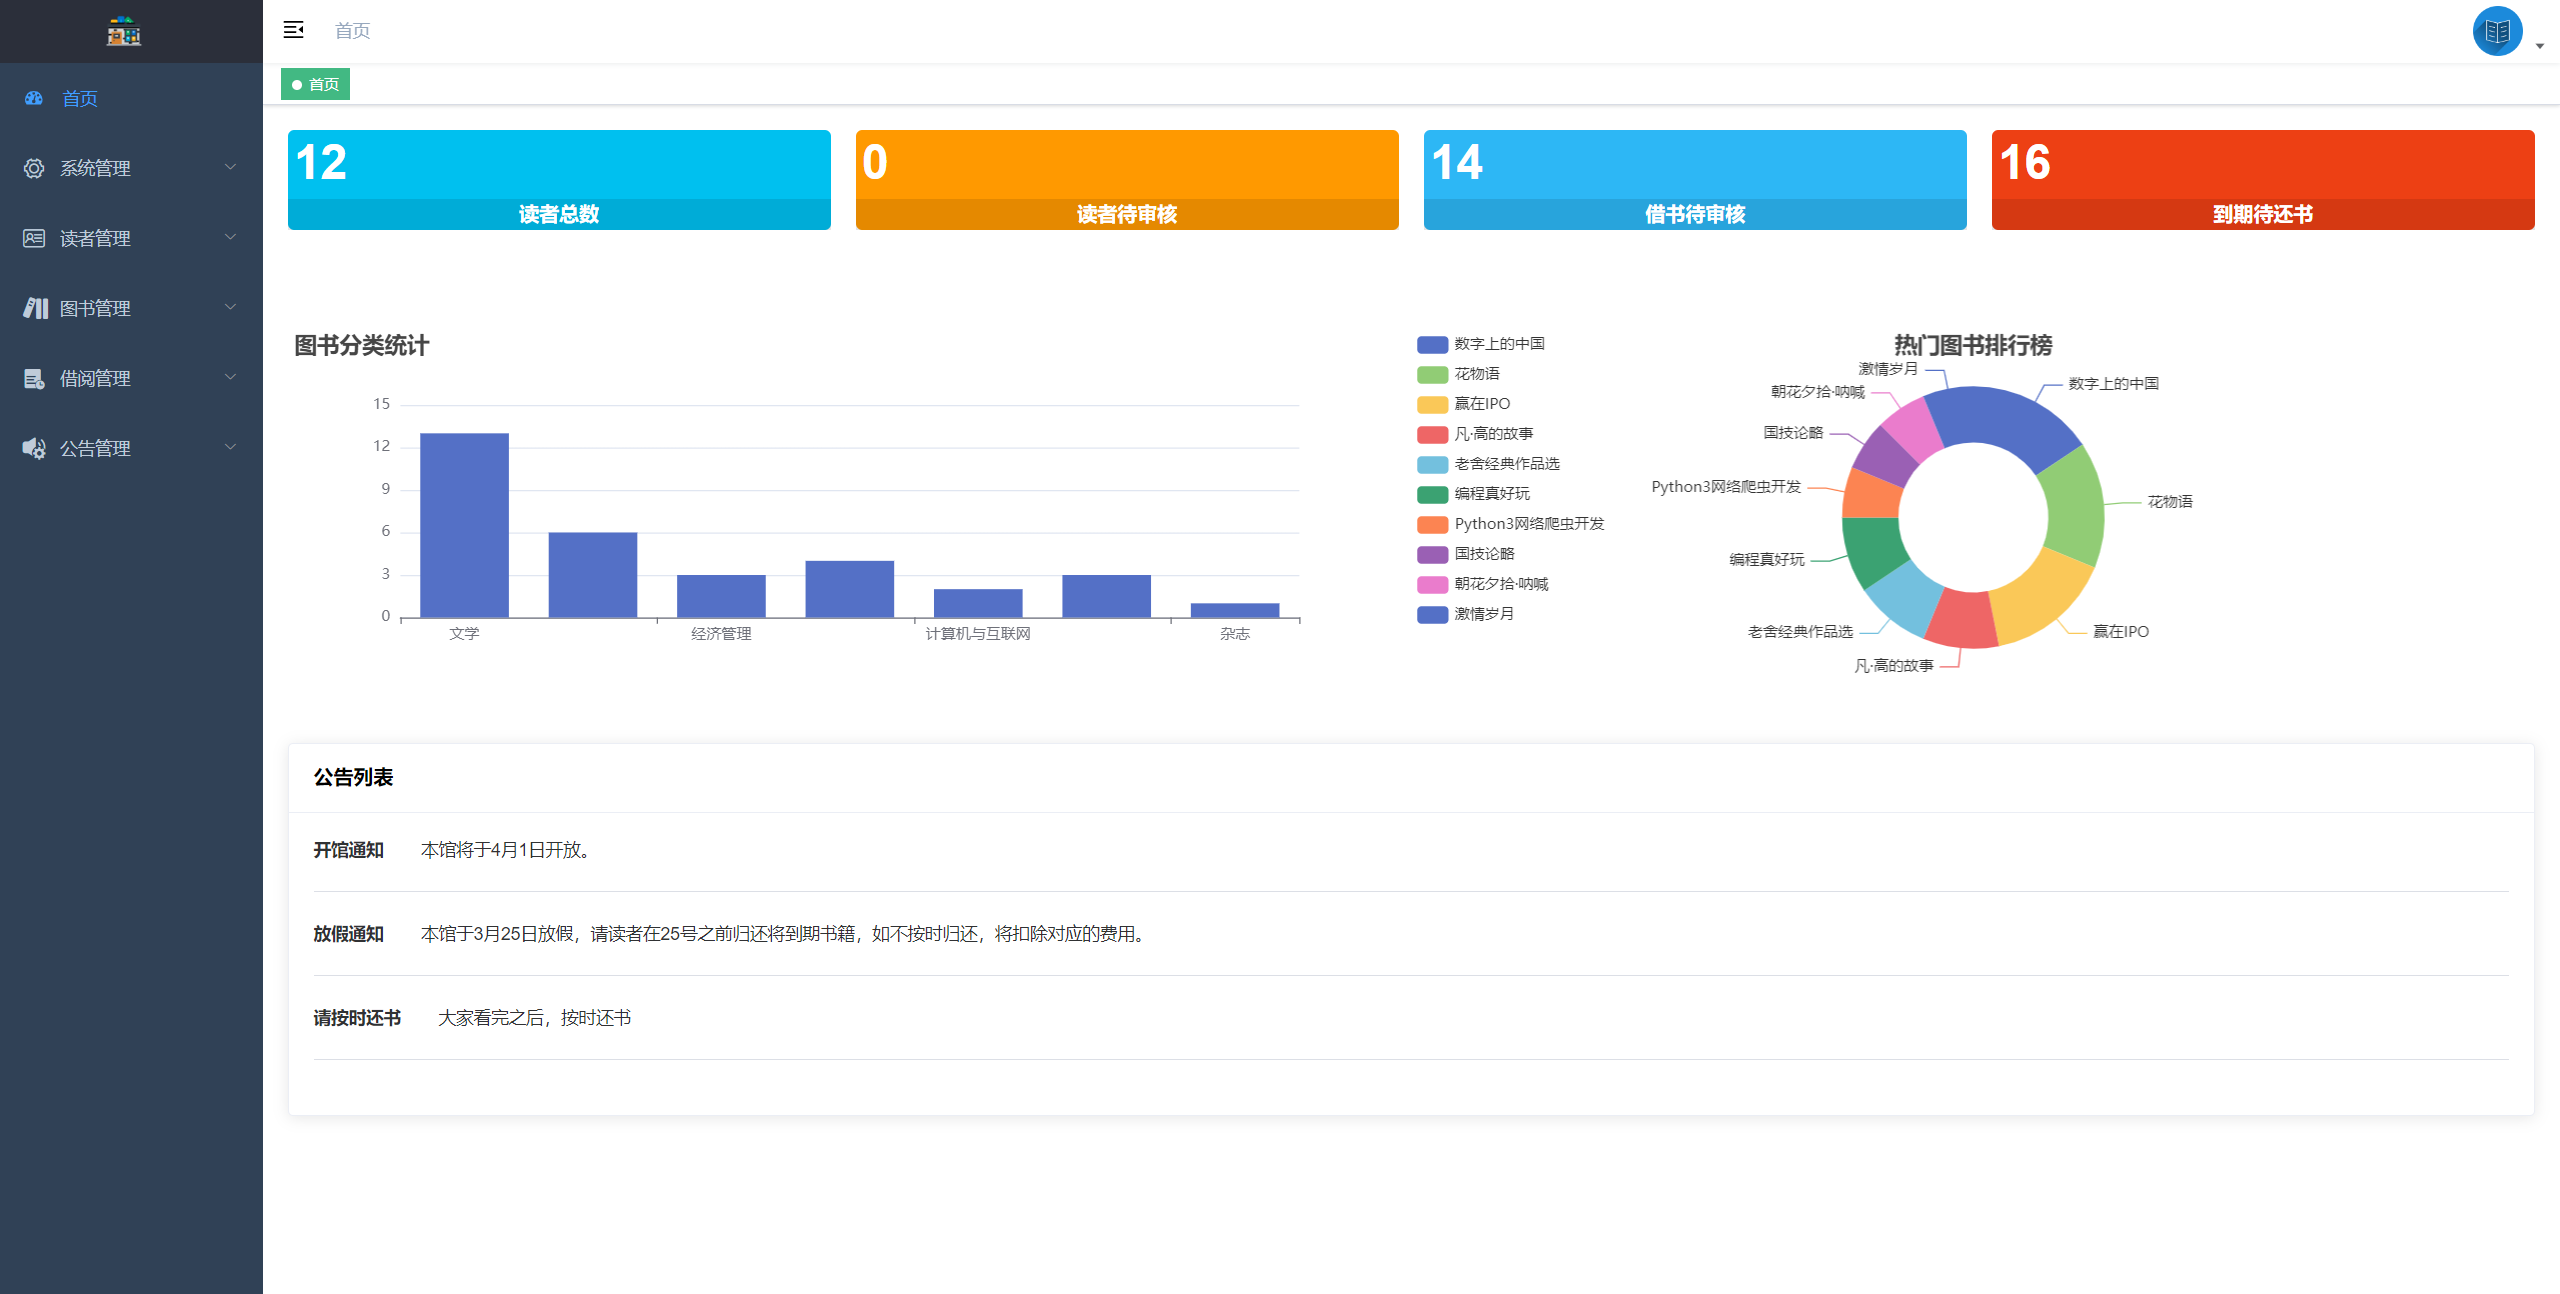 首页
首页
首页
系统管理
读者管理
图书管理
借阅管理
公告管理
12
读者总数
0
读者待审核
14
借书待审核
16
到期待还书
图书分类统计
15
12
9
6
3
0
文学
经济管理
计算机与互联网
杂志
数字上的中国
花物语
赢在IPO
凡·高的故事
老舍经典作品选
编程真好玩
Python3网络爬虫开发
国技论略
朝花夕拾·呐喊
激情岁月
热门图书排行榜
激情岁月
数字上的中国
朝花夕拾·呐喊
国技论略
Python3网络爬虫开发
花物语
编程真好玩
老舍经典作品选
赢在IPO
凡·高的故事
公告列表
开馆通知 本馆将于4月1日开放。
放假通知 本馆于3月25日放假，请读者在25号之前归还将到期书籍，如不按时归还，将扣除对应的费用。
请按时还书 大家看完之后，按时还书